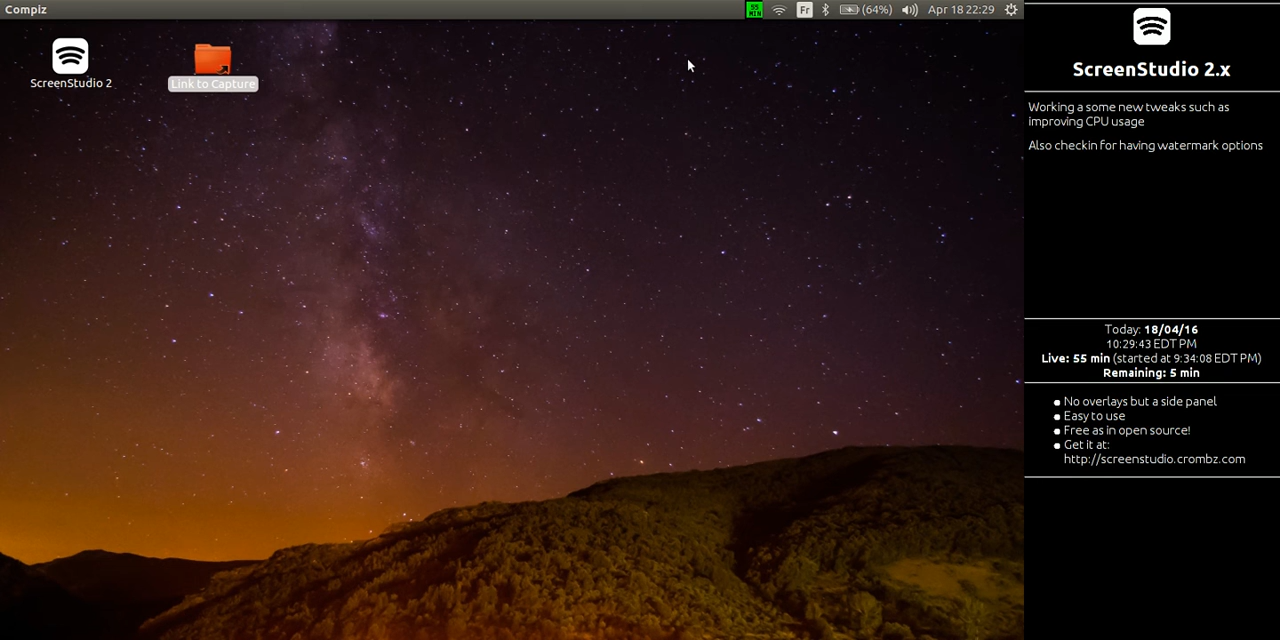 Compiz
55 MIN
Fr
(64%)
Apr 18 22:29
ScreenStudio 2
Link to Capture
ScreenStudio 2.x
Working a some new tweaks such as
improving CPU usage
Also checkin for having watermark options
Today: 18/04/16
10:29:43 EDT PM
Live: 55 min (started at 9:34:08 EDT PM)
Remaining: 5 min
No overlays but a side panel
Easy to use
Free as in open source!
Get it at:
http://screenstudio.crombz.com